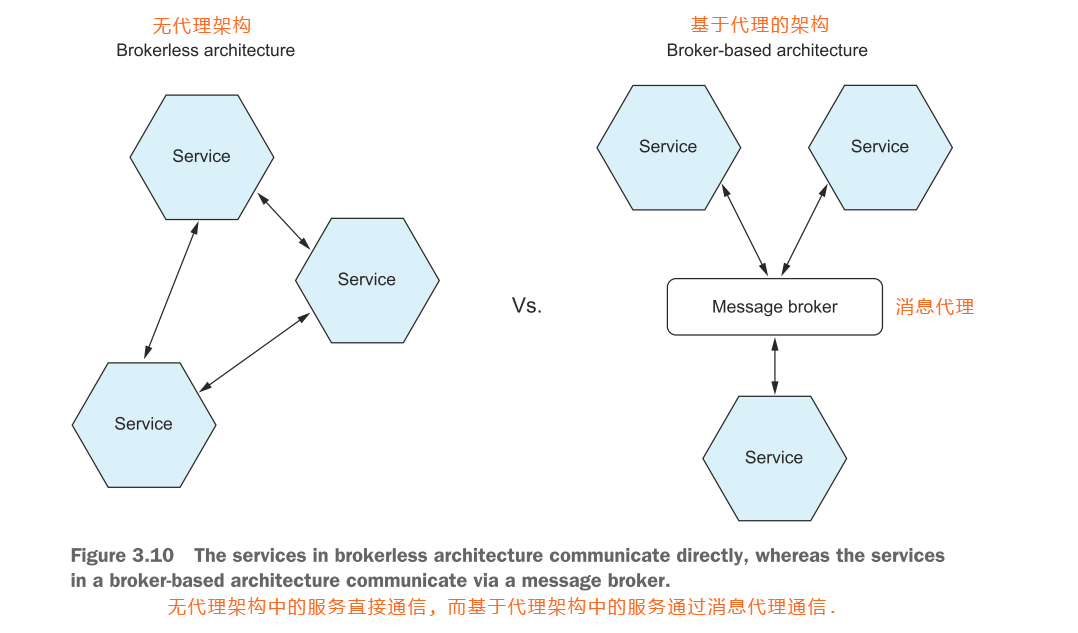 无代理架构
Brokerless architecture
基于代理的架构
Broker-based architecture
Service
Service
Service
Vs.
Service
Service
Message broker
消息代理
Service
Figure 3.10 The services in brokerless architecture communicate directly, whereas the services
in a broker-based architecture communicate via a message broker.
无代理架构中的服务直接通信，而基于代理架构中的服务通过消息代理通信.